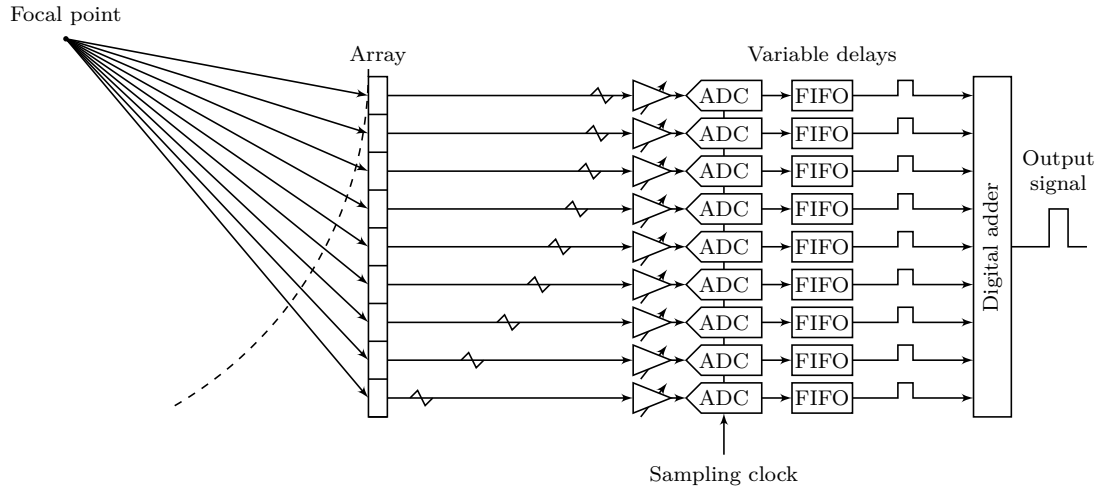 Focal point
Array
Variable delays
ADC FIFO
ADC FIFO
ADC FIFO
ADC FIFO
ADC FIFO
ADC FIFO
ADC FIFO
ADC FIFO
ADC FIFO
Digital adder
Output
signal
Sampling clock